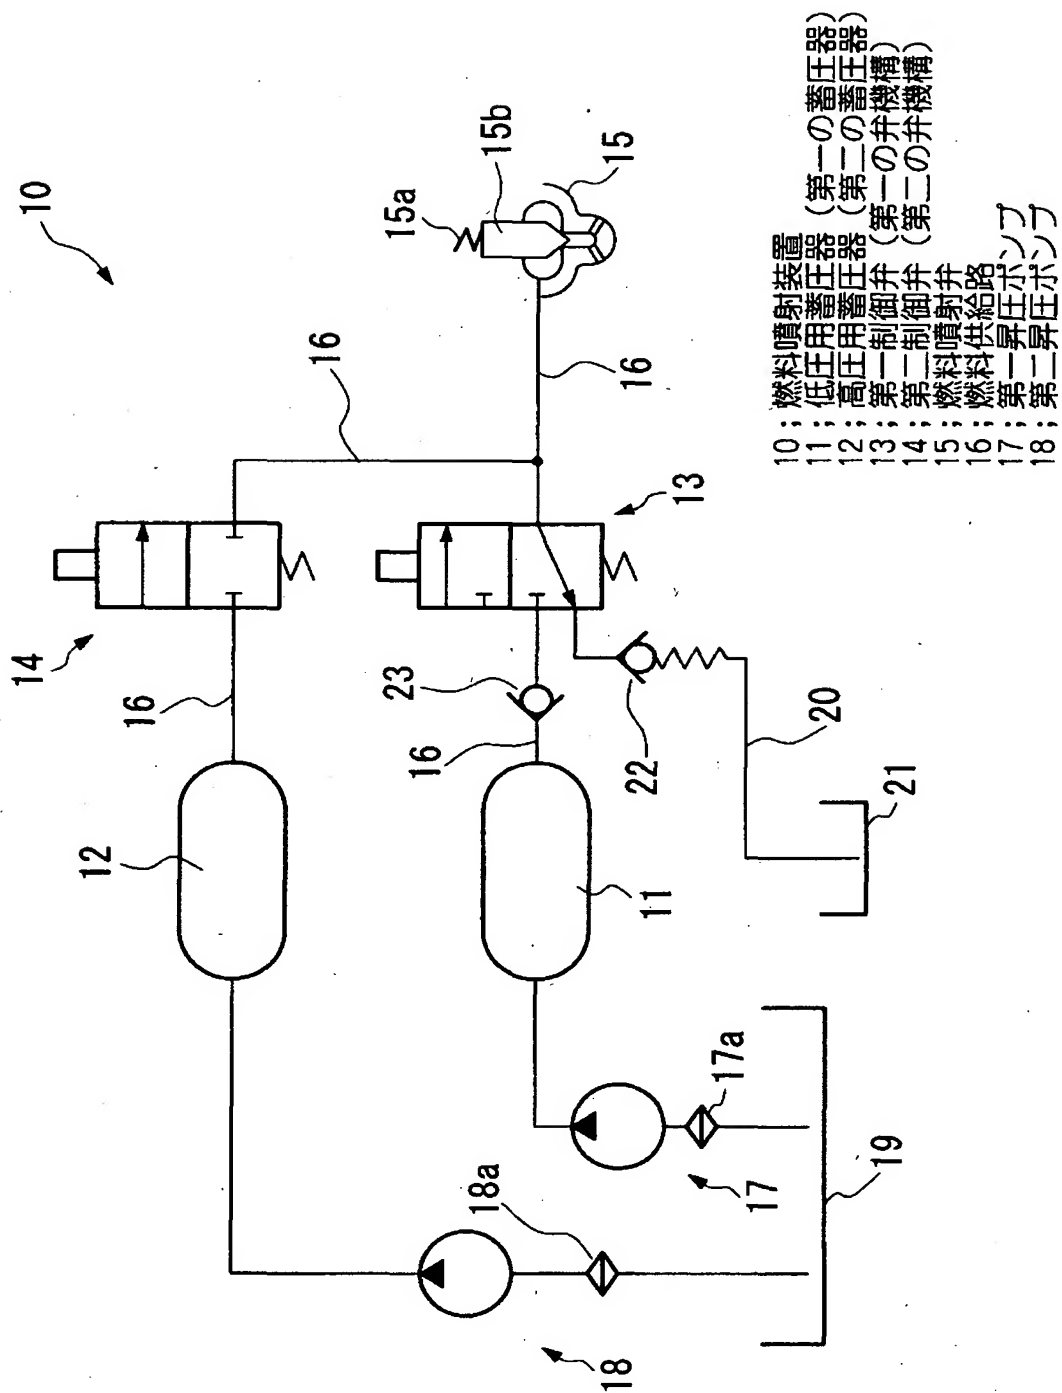 10
14
16
12
16
16
23
16
11
13
22
20
21
15a
15b
15
18a
18
17a
17
19
10；燃料噴射装置
11；低圧用蓄圧器（第一の蓄圧器）
12；高圧用蓄圧器（第二の蓄圧器）
13；第一制御弁（第一の弁機構）
14；第二制御弁（第二の弁機構）
15；燃料噴射弁
16；燃料供給路
17；第一昇圧ポンプ
18；第二昇圧ポンプ